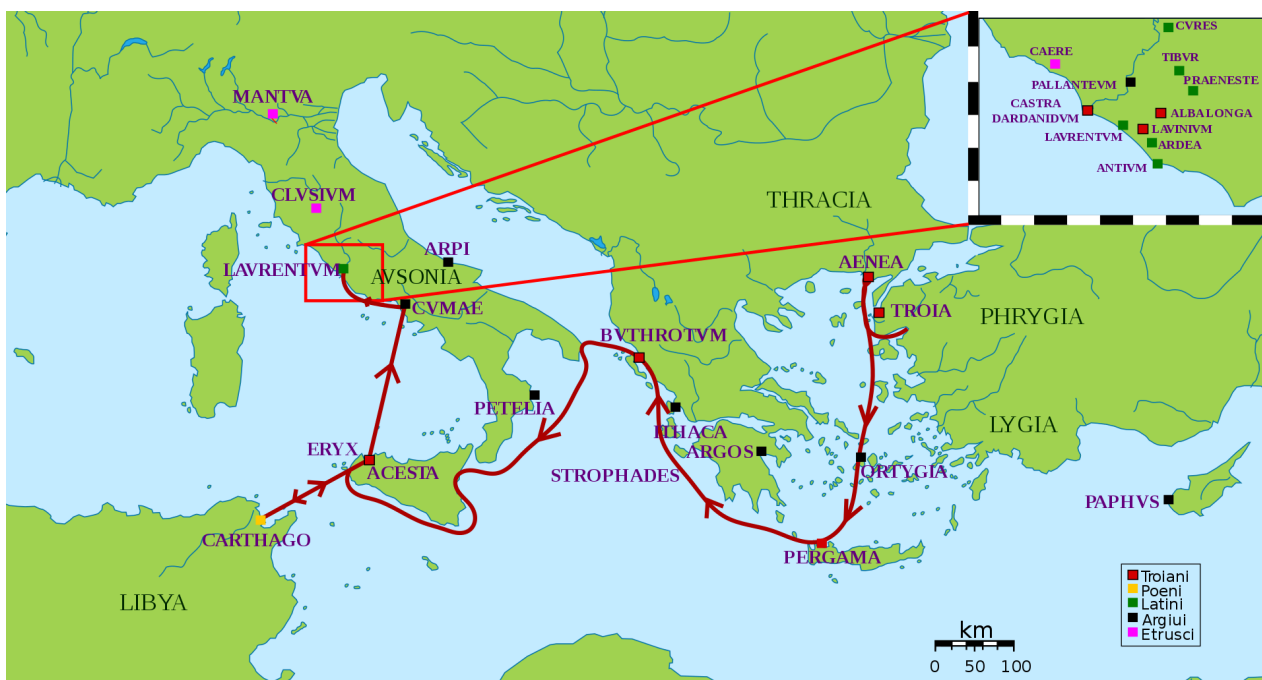 CVRES
CAERE
TIBVR
PRAENESTE
PALLANTEVM
CASTRA
DARDANIDVM
ALBALONGA
LAVRENTVM
LAVINIVM
ARDEA
ANTIVM
MANTVA
CLVSIVM
THRACIA
ARPI
LAVRENTVM
AVSONIA
AENEA
CVMAE
TROIA
PHRYGIA
BVTHROTVM
PETELIA
ITHACA
LYGIA
ERYX
ARGOS
ACESTA
STROPHADES
ORTYGIA
PAPHVS
CARTHAGO
PERGAMA
LIBYA
Troiani
Poeni
Latini
Argiui
Etrusci
km
0 50 100